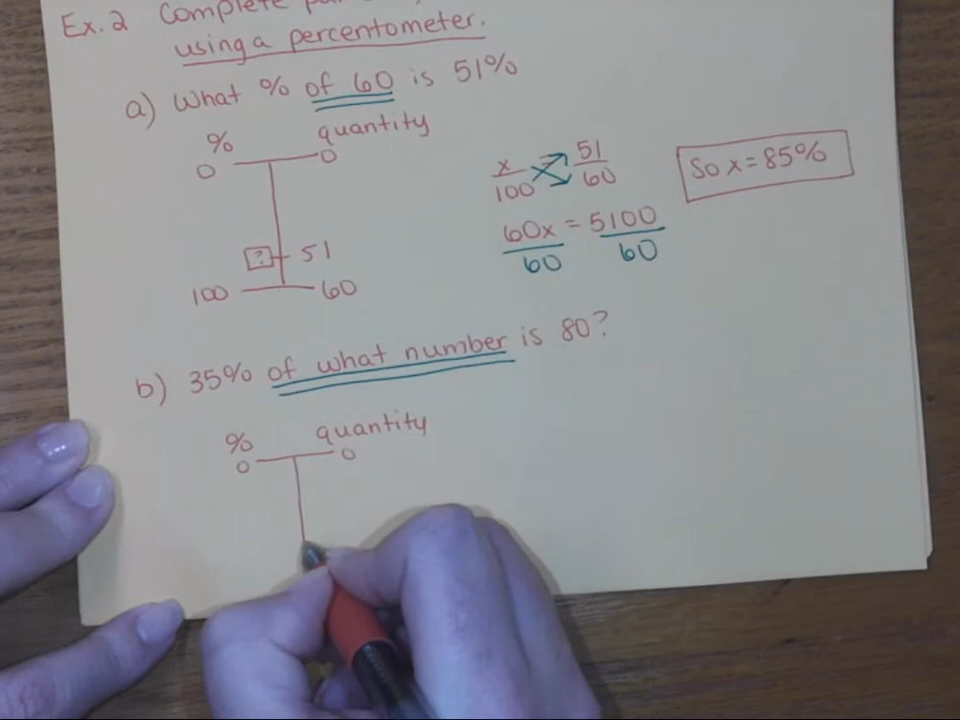 Ex. 2 Complete
using a percentometer.
a) What % of 60 is 51%
% quantity
0 0
x/100 = 51/60
So x = 85%
60x = 5100
60 60
? 51
100 60
b) 35% of what number is 80?
% quantity
0 0